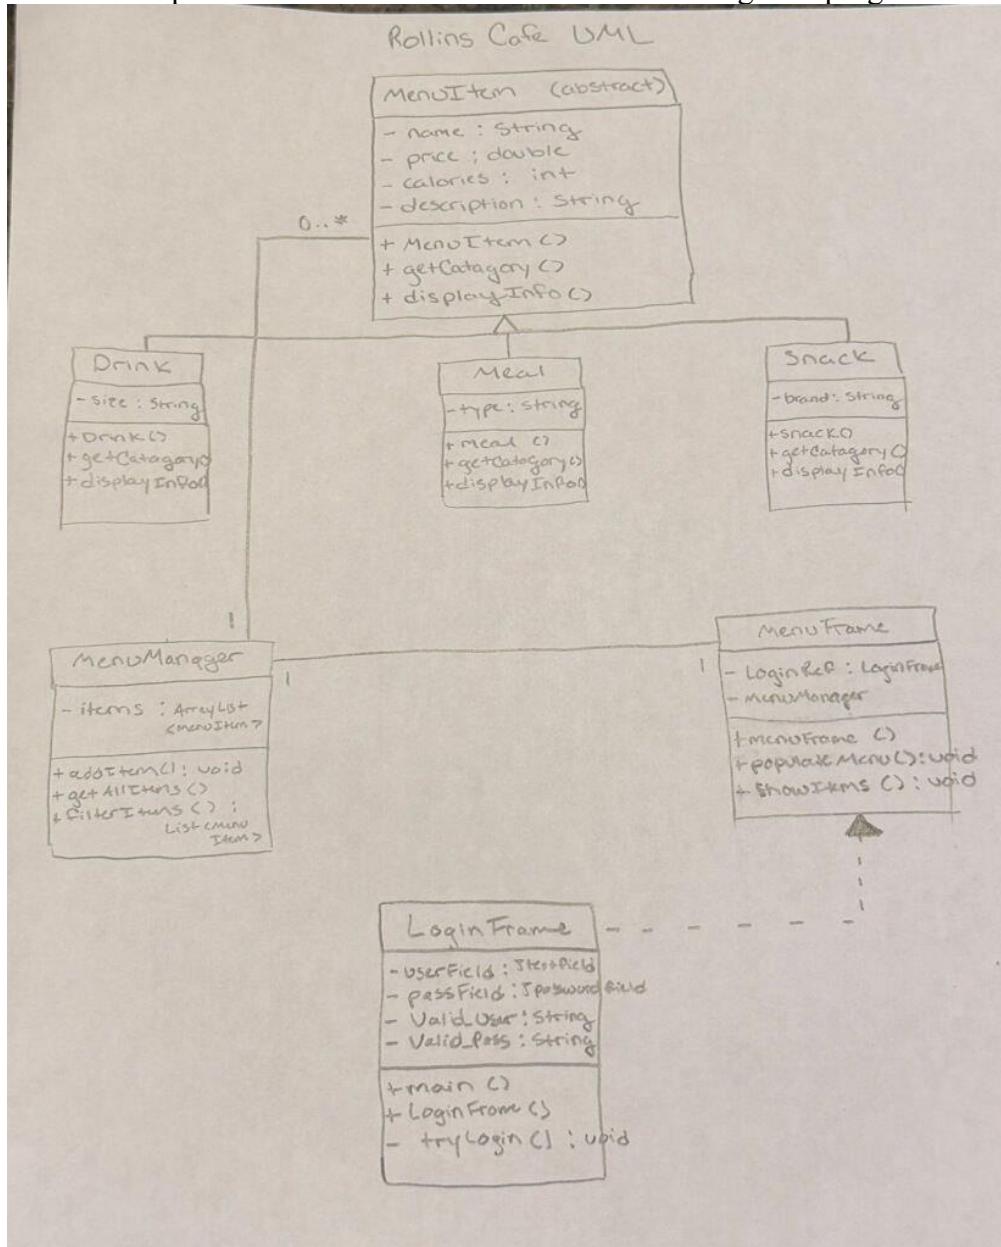 Rollins Cafe UML
MenuItem (abstract)
- name : String
- price ; double
- calories : int
- description : String
+ MenuItem ()
+ getCatagory ()
+ displayInfo ()
0..*
Drink
- size : String
+ Drink ()
+ getCatagory()
+ displayInfo()
Meal
- type : String
+ meal ()
+ getCatagory ()
+ displayInfo()
Snack
- brand : String
+ snack()
+ getCatagory ()
+ displayInfo()
1
MenuManager
- items : ArrayList
<menuItem>
+ addItem() : void
+ getAllItems ()
+ filterItems () :
List <menu
Item>
1
1
MenuFrame
- LoginRef : LoginFrame
- menuManager
+ menuFrame ()
+ populateMenu () : void
+ showItems () : void
LoginFrame
- userField : JtextField
- passField : Jpasswordfield
- Valid_User : String
- Valid_Pass : String
+ main ()
+ LoginFrame ()
- tryLogin () : void